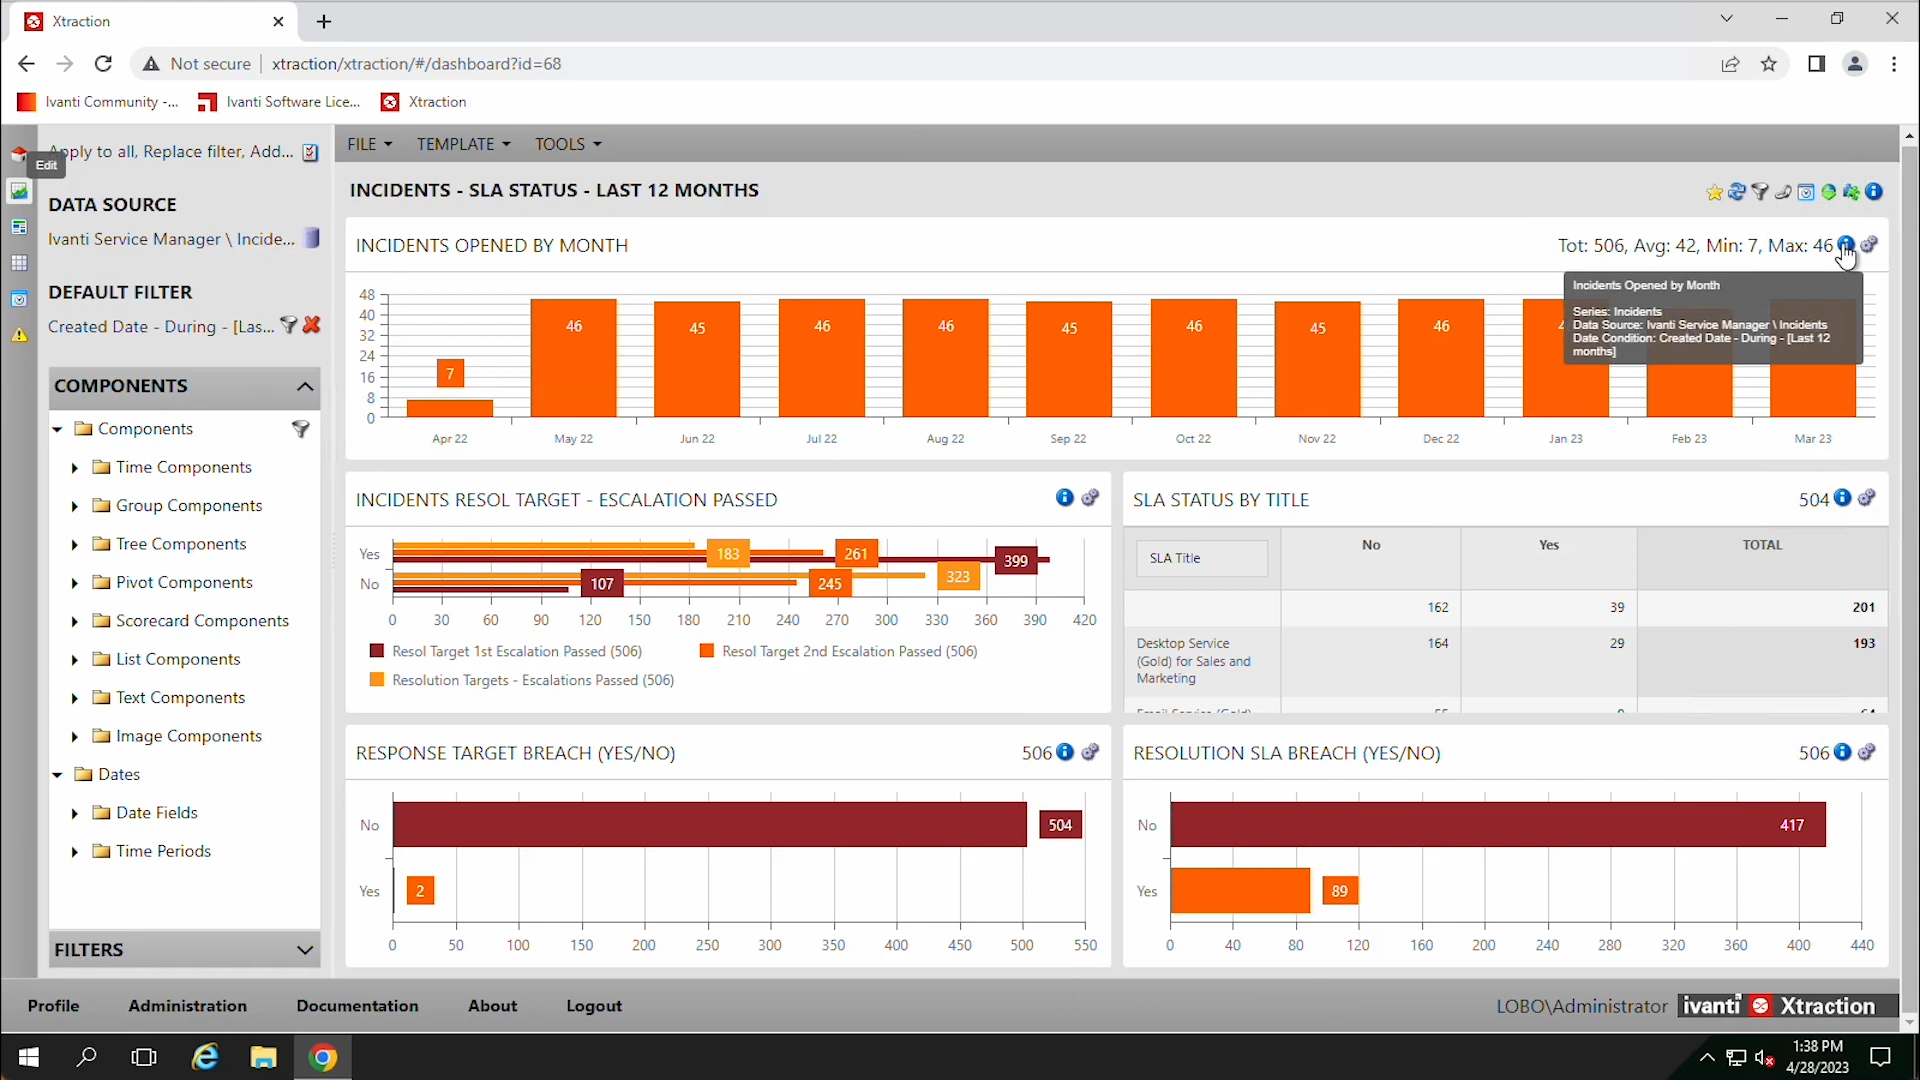 Xtraction
Not secure
xtraction/xtraction/#/dashboard?id=68
Ivanti Community -...
Ivanti Software Lice...
Xtraction
Apply to all, Replace filter, Add...
Edit
DATA SOURCE
Ivanti Service Manager \ Incide...
DEFAULT FILTER
Created Date - During - [Las...
COMPONENTS
Components
Time Components
Group Components
Tree Components
Pivot Components
Scorecard Components
List Components
Text Components
Image Components
Dates
Date Fields
Time Periods
FILTERS
FILE TEMPLATE TOOLS
INCIDENTS - SLA STATUS - LAST 12 MONTHS
INCIDENTS OPENED BY MONTH
Tot: 506, Avg: 42, Min: 7, Max: 46
Incidents Opened by Month
Series: Incidents
Data Source: Ivanti Service Manager \ Incidents
Date Condition: Created Date - During - [Last 12
months]
48
40
32
24
16
8
0
7 46 45 46 46 45 46 45 46
Apr 22 May 22 Jun 22 Jul 22 Aug 22 Sep 22 Oct 22 Nov 22 Dec 22 Jan 23 Feb 23 Mar 23
INCIDENTS RESOL TARGET - ESCALATION PASSED
Yes 183 261 399
No 107 245 323
0 30 60 90 120 150 180 210 240 270 300 330 360 390 420
Resol Target 1st Escalation Passed (506)
Resol Target 2nd Escalation Passed (506)
Resolution Targets - Escalations Passed (506)
SLA STATUS BY TITLE
504
SLA Title No Yes TOTAL
162 39 201
Desktop Service
(Gold) for Sales and
Marketing
164 29 193
RESPONSE TARGET BREACH (YES/NO)
506
No 504
Yes 2
0 50 100 150 200 250 300 350 400 450 500 550
RESOLUTION SLA BREACH (YES/NO)
506
No 417
Yes 89
0 40 80 120 160 200 240 280 320 360 400 440
Profile Administration Documentation About Logout
LOBO\Administrator
ivanti Xtraction
1:38 PM
4/28/2023